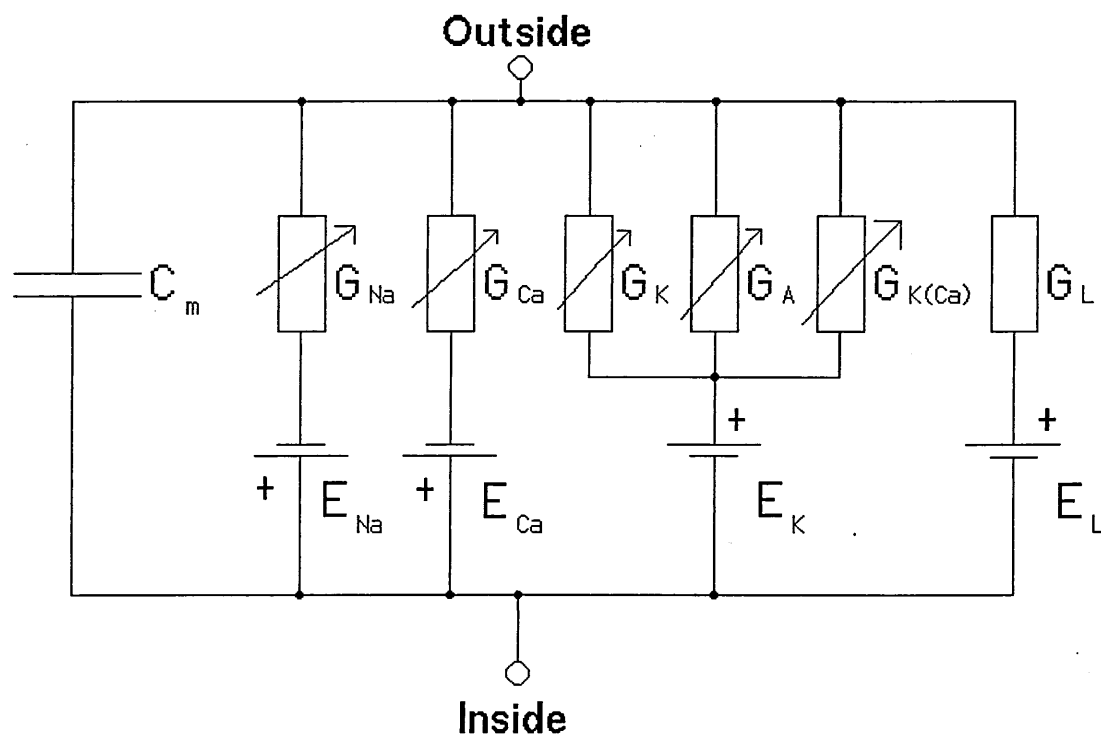 Outside
C m
G Na
G Ca
G K
G A
G K(Ca)
G L
+
+
+
+
E Na
E Ca
E K
E L
Inside